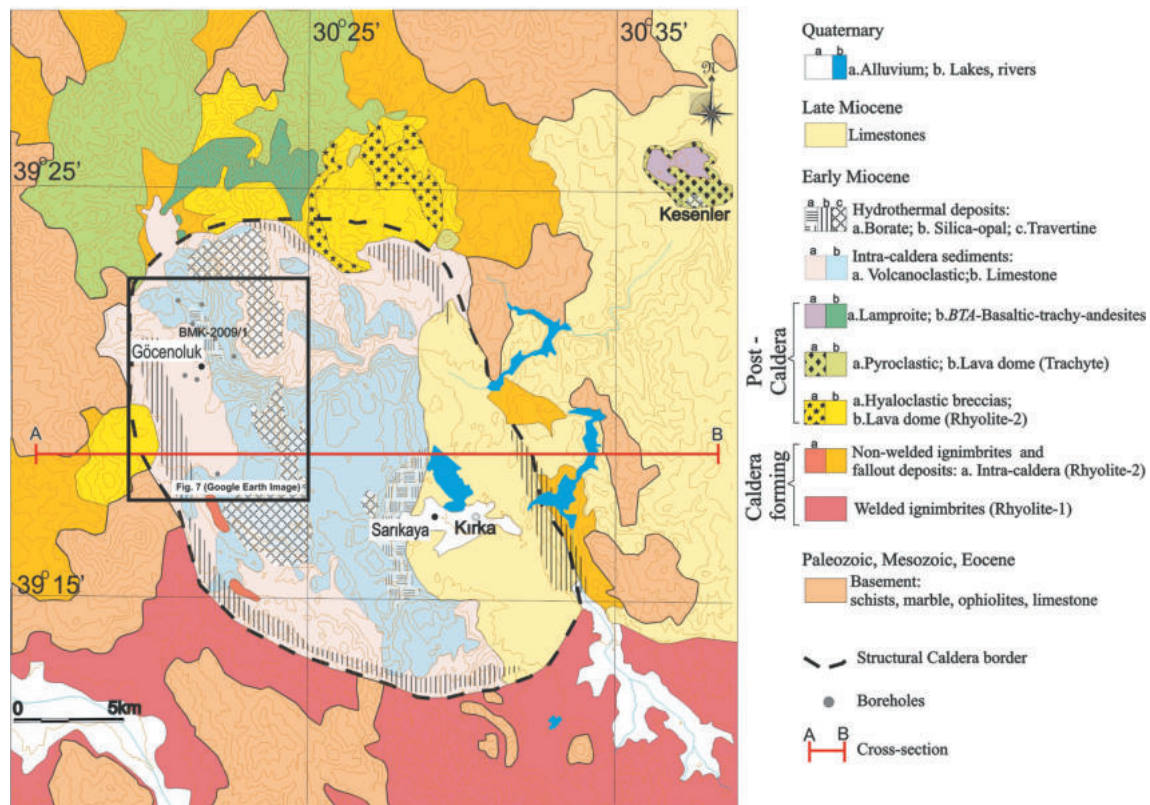 30°25'
30°35'
N
39°25'
Kesenler
BMK-2009/1
Göcenoluk
A
B
Fig. 7 (Google Earth Image)
Sarıkaya
Kırka
39°15'
0 5km
Quaternary
a b
a.Alluvium; b. Lakes, rivers
Late Miocene
Limestones
Early Miocene
a b c
Hydrothermal deposits:
a.Borate; b. Silica-opal; c.Travertine
a b
Intra-caldera sediments:
a. Volcanoclastic;b. Limestone
Post -
Caldera
a b
a.Lamproite; b.BTA-Basaltic-trachy-andesites
a b
a.Pyroclastic; b.Lava dome (Trachyte)
a b
a.Hyaloclastic breccias;
b.Lava dome (Rhyolite-2)
Caldera
forming
a
Non-welded ignimbrites and
fallout deposits: a. Intra-caldera (Rhyolite-2)
Welded ignimbrites (Rhyolite-1)
Paleozoic, Mesozoic, Eocene
Basement:
schists, marble, ophiolites, limestone
Structural Caldera border
Boreholes
A B
Cross-section